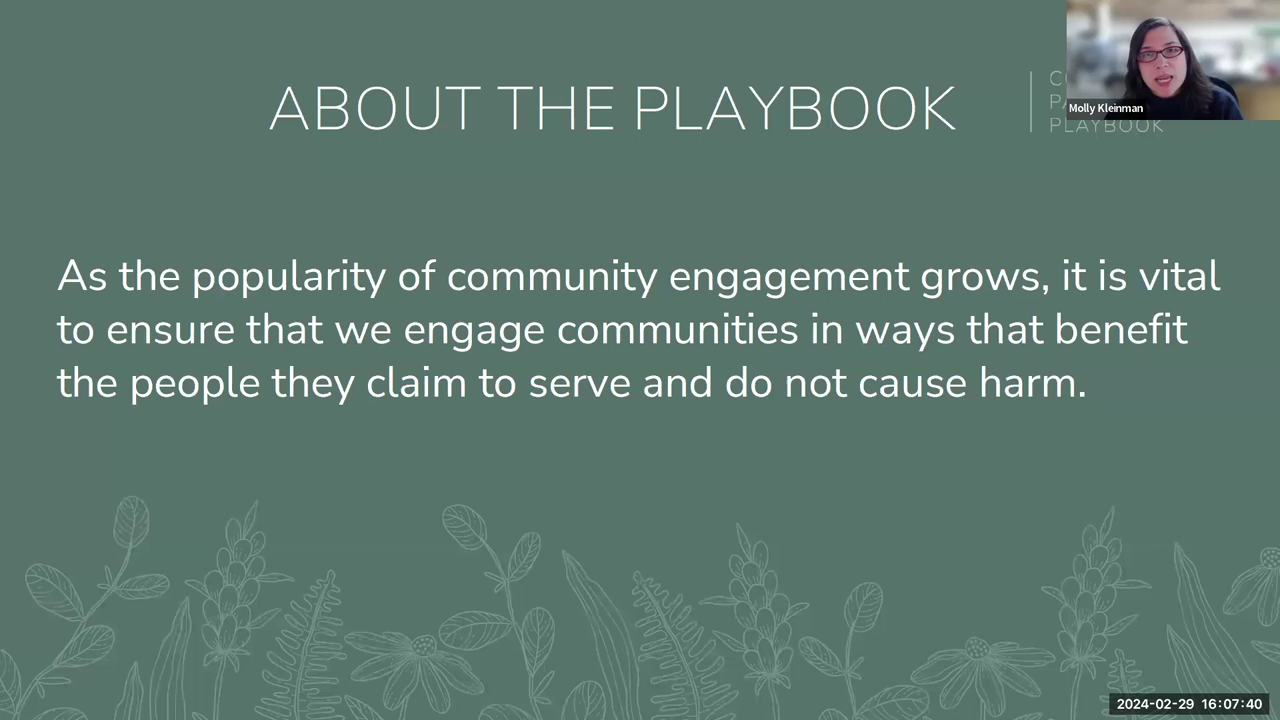 ABOUT THE PLAYBOOK
Molly Kleinman
PLAYBOOK
As the popularity of community engagement grows, it is vital
to ensure that we engage communities in ways that benefit
the people they claim to serve and do not cause harm.
2024-02-29 16:07:40